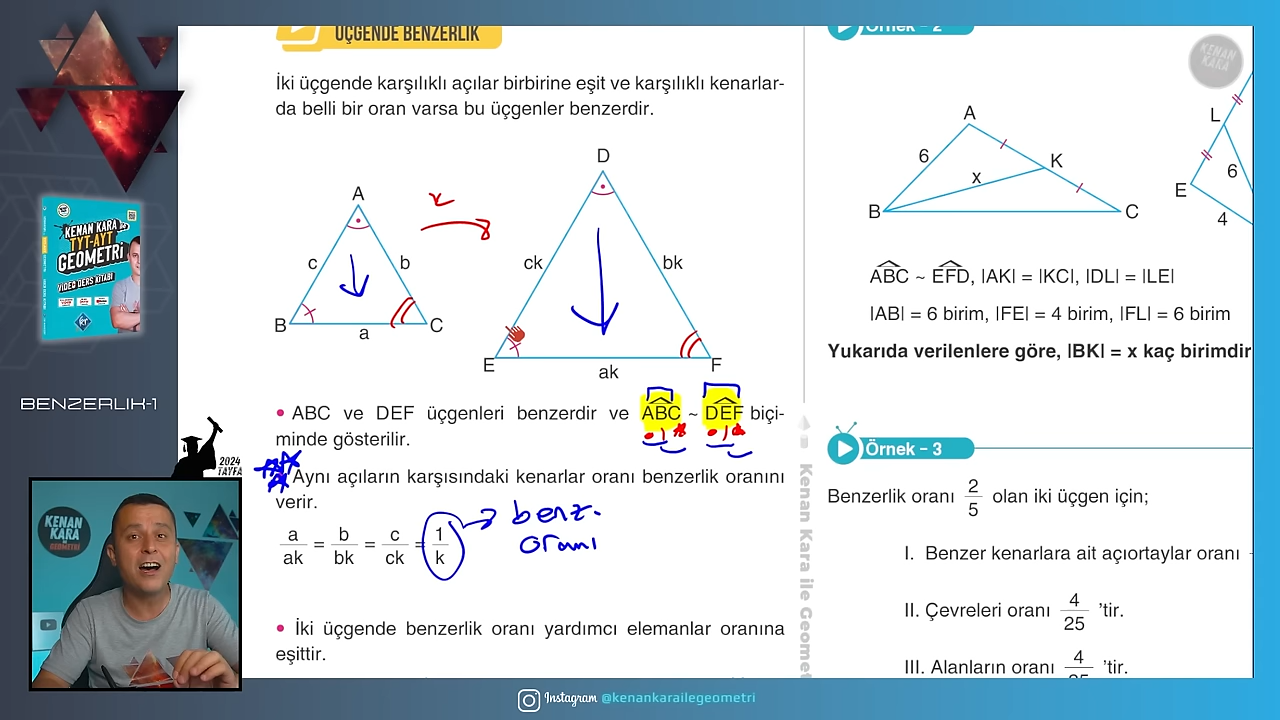 ÜÇGENDE BENZERLİK
İki üçgende karşılıklı açılar birbirine eşit ve karşılıklı kenarlar-
da belli bir oran varsa bu üçgenler benzerdir.
A
B
C
c
b
a
x
D
E
F
ck
bk
ak
• ABC ve DEF üçgenleri benzerdir ve ABC ~ DEF biçi-
minde gösterilir.
Aynı açıların karşısındaki kenarlar oranı benzerlik oranını
verir.
a/ak = b/bk = c/ck = 1/k
benz.
oranı
• İki üçgende benzerlik oranı yardımcı elemanlar oranına
eşittir.
Örnek - 2
A
6
K
x
B
C
L
6
E
4
ABC ~ EFD, |AK| = |KC|, |DL| = |LE|
|AB| = 6 birim, |FE| = 4 birim, |FL| = 6 birim
Yukarıda verilenlere göre, |BK| = x kaç birimdir
Örnek - 3
Benzerlik oranı 2/5 olan iki üçgen için;
I. Benzer kenarlara ait açıortaylar oranı
II. Çevreleri oranı 4/25 'tir.
III. Alanların oranı 4/25 'tir.
Kenan Kara ile Geomet
KENAN KARA
KENAN KARA
TYT-AYT
GEOMETRİ
VİDEO DERS KİTABI
BENZERLIK-1
2024
TAYFA
KENAN
KARA
GEOMETRİ
Instagram @kenankarailegeometri